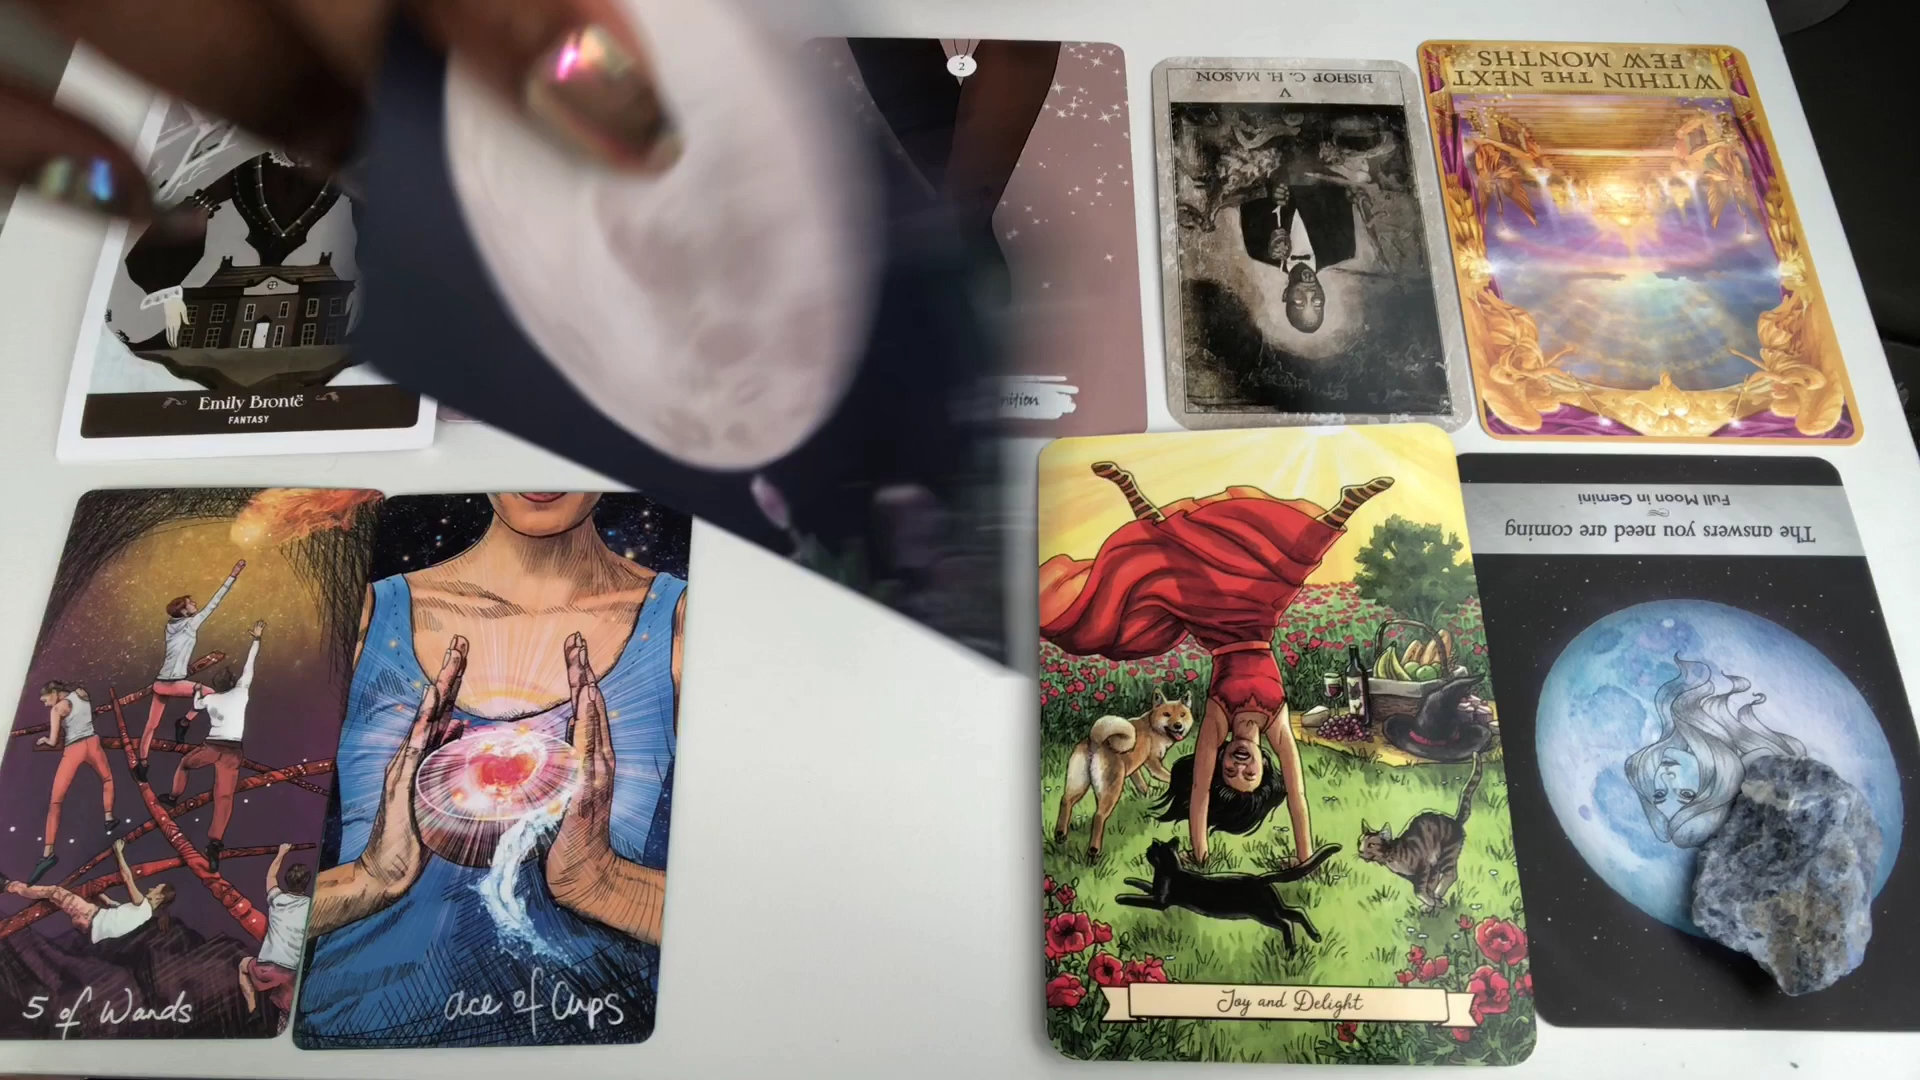 2
BISHOP C. H. MASON
V
WITHIN THE NEXT
FEW MONTHS
Emily Brontë
FANTASY
The answers you need are coming
Full Moon in Gemini
5 of Wands
ace of Cups
Joy and Delight